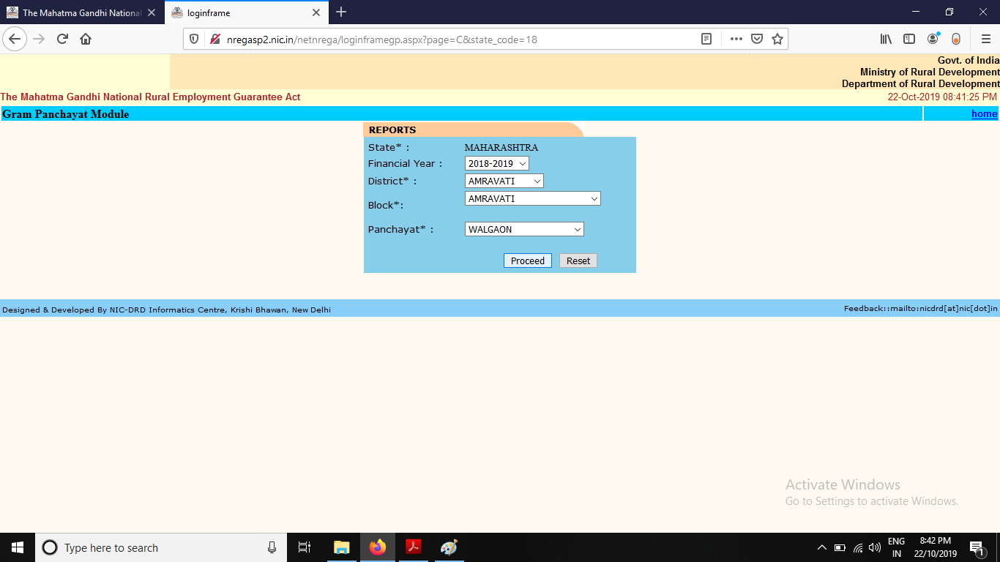 The Mahatma Gandhi National
loginframe
nregasp2.nic.in/netnrega/loginframegp.aspx?page=C&state_code=18
Govt. of India
Ministry of Rural Development
Department of Rural Development
The Mahatma Gandhi National Rural Employment Guarantee Act
22-Oct-2019 08:41:25 PM
Gram Panchayat Module
home
REPORTS
State* : MAHARASHTRA
Financial Year : 2018-2019
District* : AMRAVATI
Block*: AMRAVATI
Panchayat* : WALGAON
Proceed Reset
Designed & Developed By NIC-DRD Informatics Centre, Krishi Bhawan, New Delhi
Feedback::mailto:nicdrd[at]nic[dot]in
Activate Windows
Go to Settings to activate Windows.
Type here to search
ENG
IN
8:42 PM
22/10/2019
1